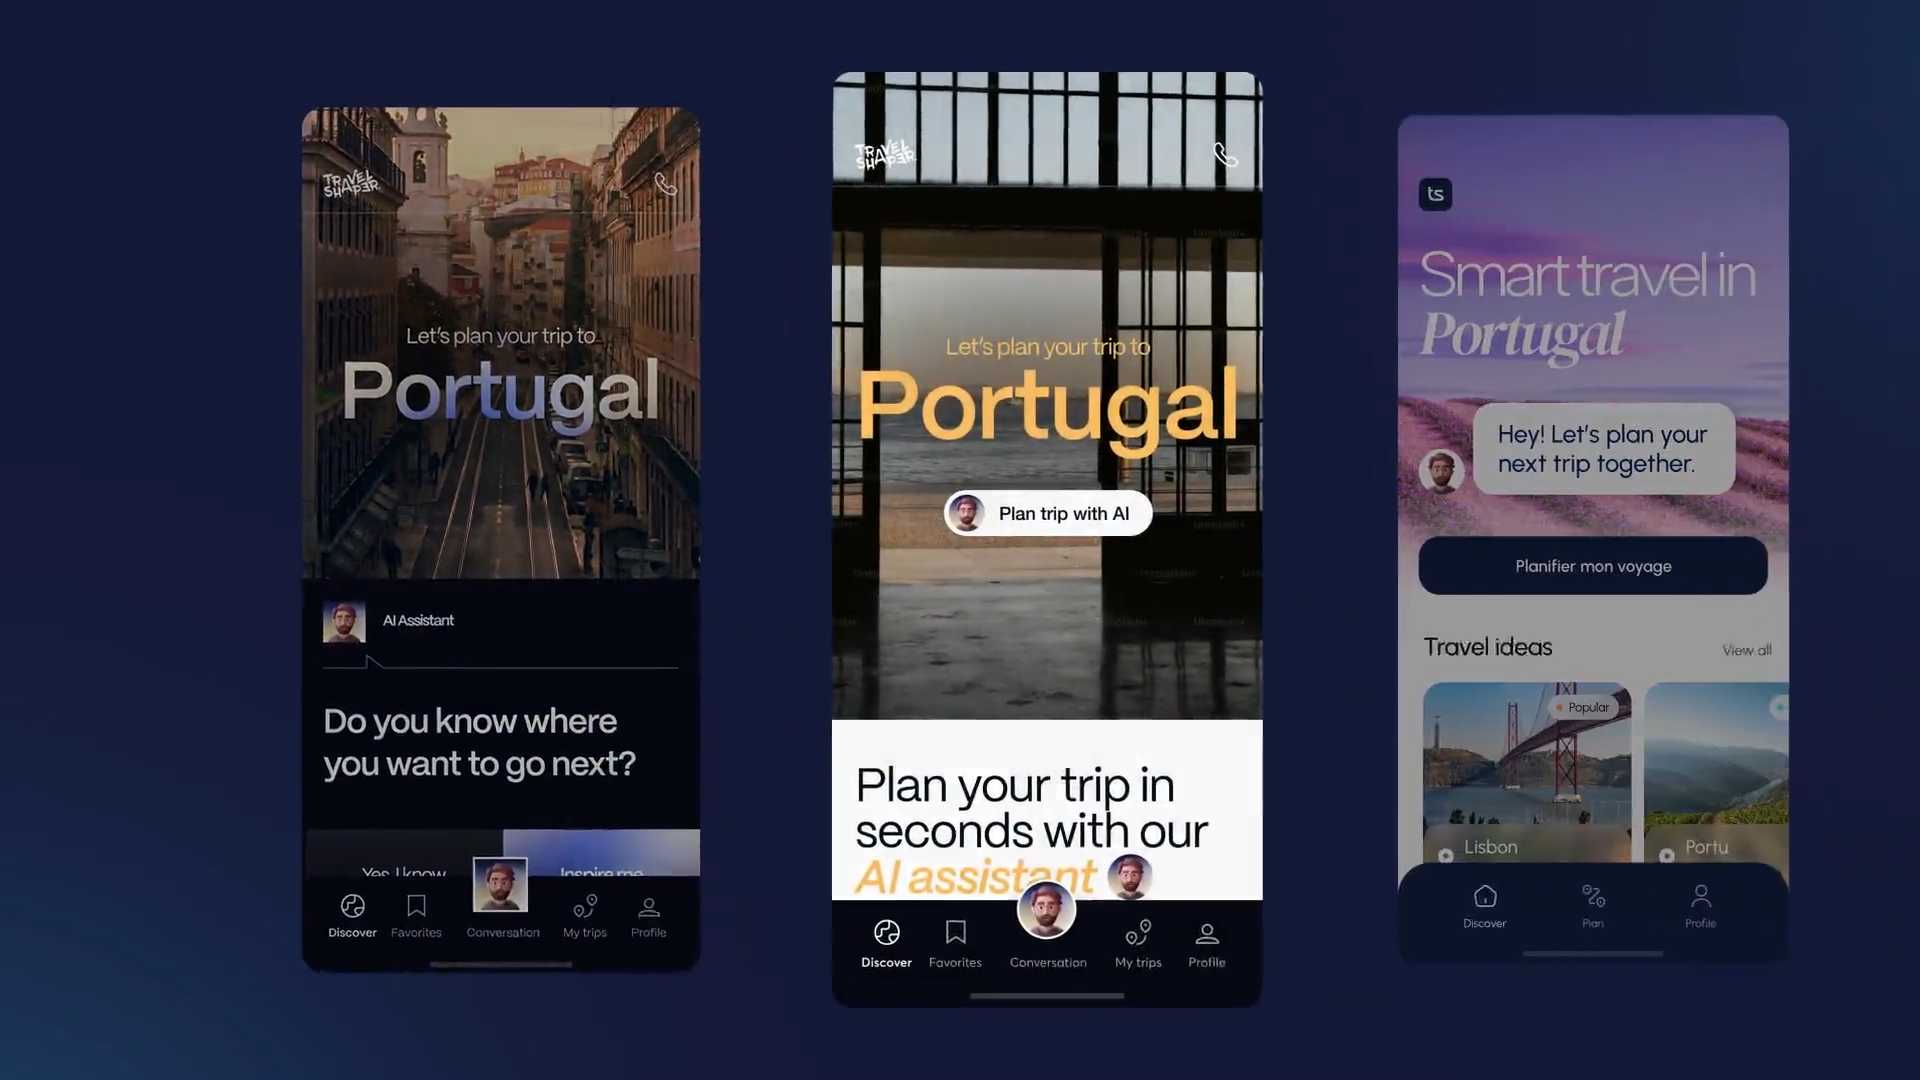 TRAVEL
SHAPER
Let's plan your trip to
Portugal
AI Assistant
Do you know where
you want to go next?
Yes, I know
Inspire me
Discover
Favorites
Conversation
My trips
Profile
TRAVEL
SHAPER
Let's plan your trip to
Portugal
Plan trip with AI
Plan your trip in
seconds with our
AI assistant
Discover
Favorites
Conversation
My trips
Profile
ts
Smart travel in
Portugal
Hey! Let's plan your
next trip together.
Planifier mon voyage
Travel ideas
View all
Popular
Lisbon
Portu
Discover
Plan
Profile